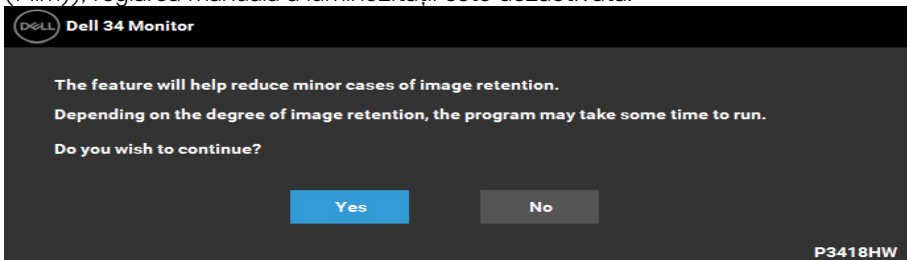 DELL Dell 34 Monitor
The feature will help reduce minor cases of image retention.
Depending on the degree of image retention, the program may take some time to run.
Do you wish to continue?
Yes No
P3418HW